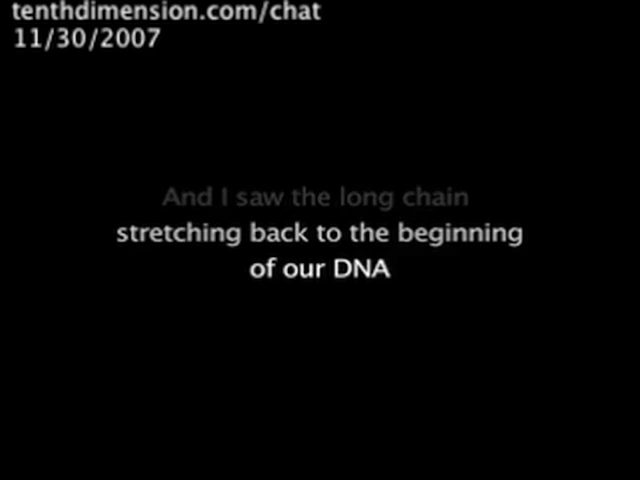 tenthdimension.com/chat
11/30/2007
And I saw the long chain
stretching back to the beginning
of our DNA